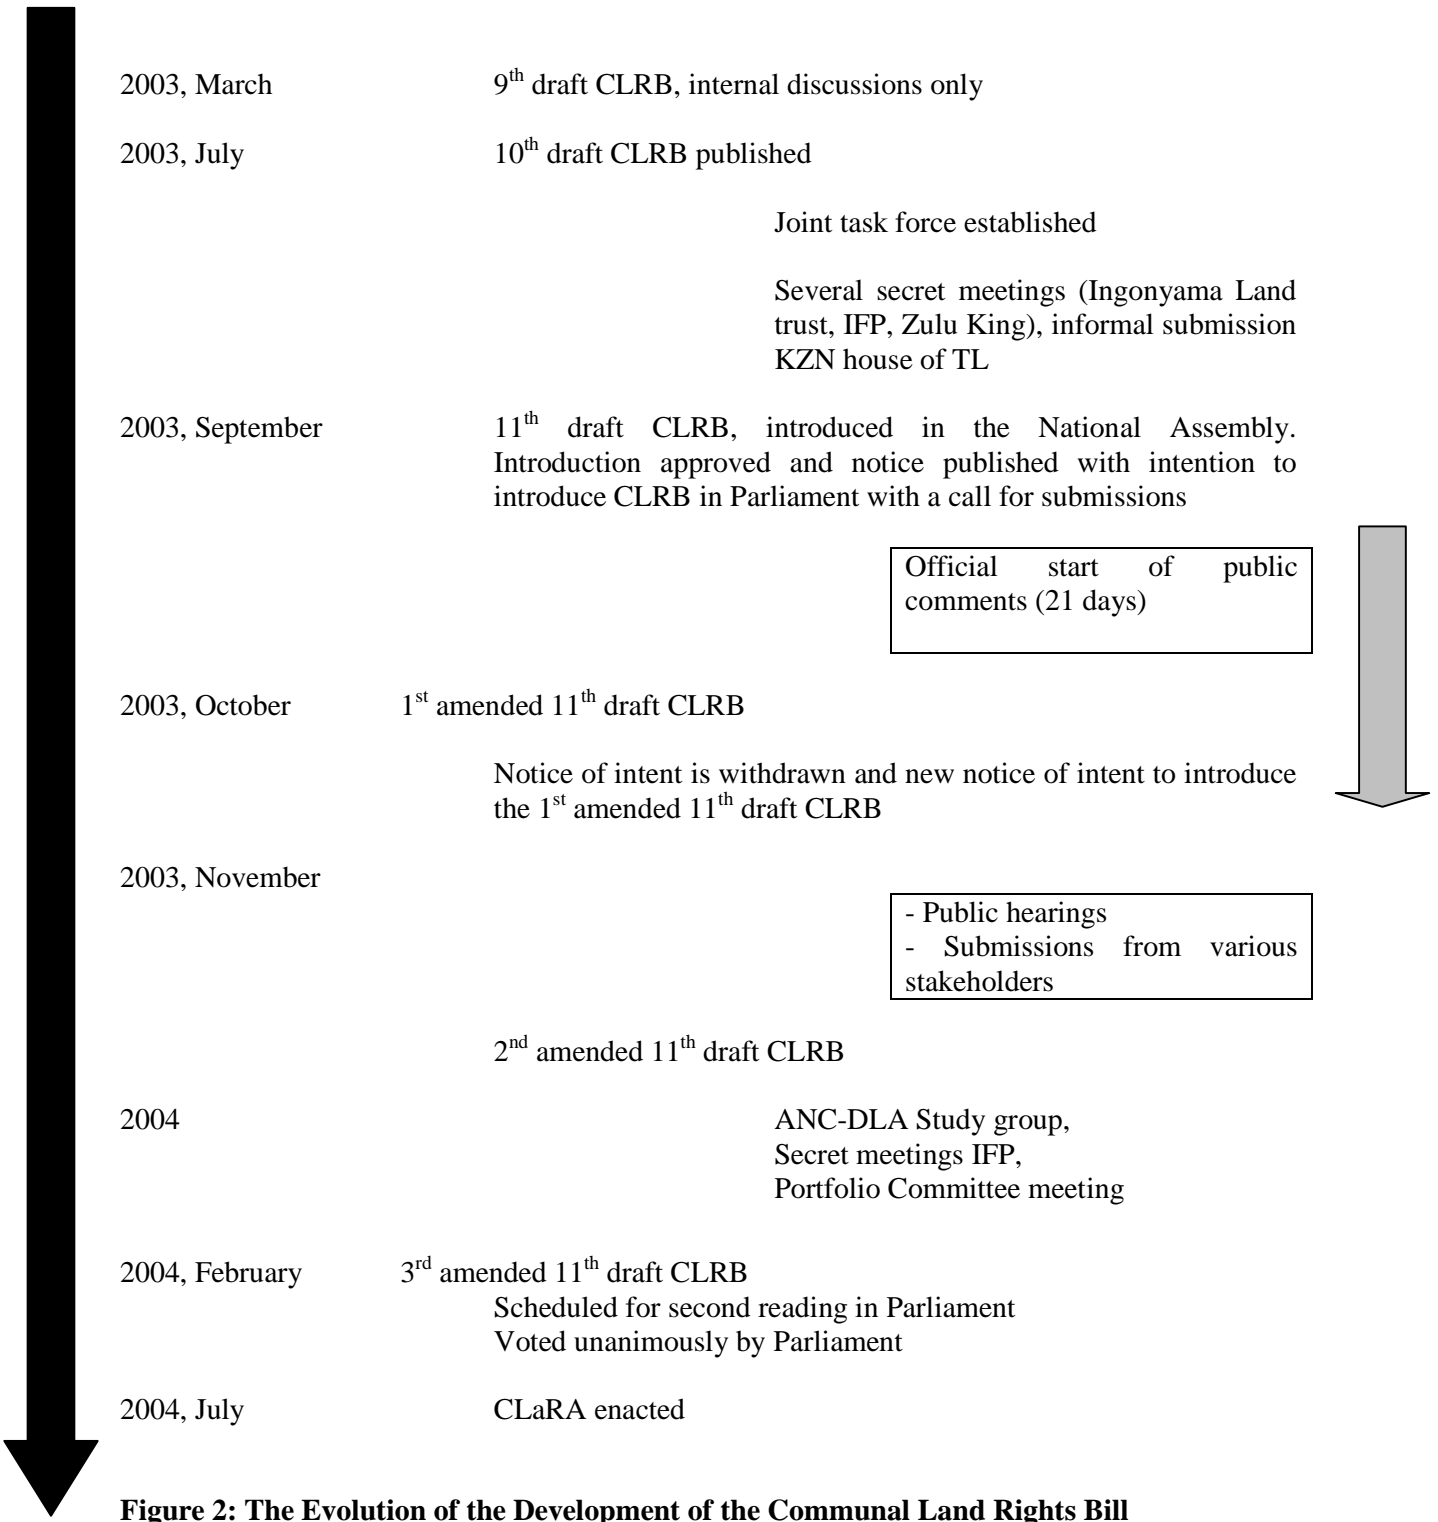 2003, March 9th draft CLRB, internal discussions only
2003, July 10th draft CLRB published
Joint task force established
Several secret meetings (Ingonyama Land
trust, IFP, Zulu King), informal submission
KZN house of TL
2003, September 11th draft CLRB, introduced in the National Assembly.
Introduction approved and notice published with intention to
introduce CLRB in Parliament with a call for submissions
Official start of public
comments (21 days)
2003, October 1st amended 11th draft CLRB
Notice of intent is withdrawn and new notice of intent to introduce
the 1st amended 11th draft CLRB
2003, November
- Public hearings
- Submissions from various
stakeholders
2nd amended 11th draft CLRB
2004 ANC-DLA Study group,
Secret meetings IFP,
Portfolio Committee meeting
2004, February 3rd amended 11th draft CLRB
Scheduled for second reading in Parliament
Voted unanimously by Parliament
2004, July CLaRA enacted
Figure 2: The Evolution of the Development of the Communal Land Rights Bill